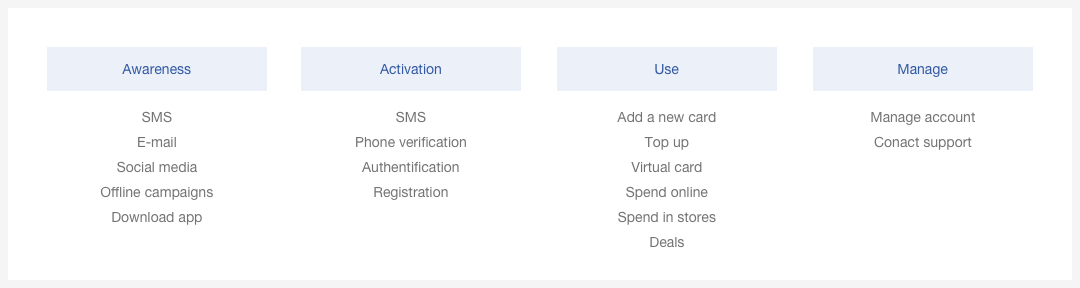 Awareness
SMS
E-mail
Social media
Offline campaigns
Download app
Activation
SMS
Phone verification
Authentification
Registration
Use
Add a new card
Top up
Virtual card
Spend online
Spend in stores
Deals
Manage
Manage account
Conact support